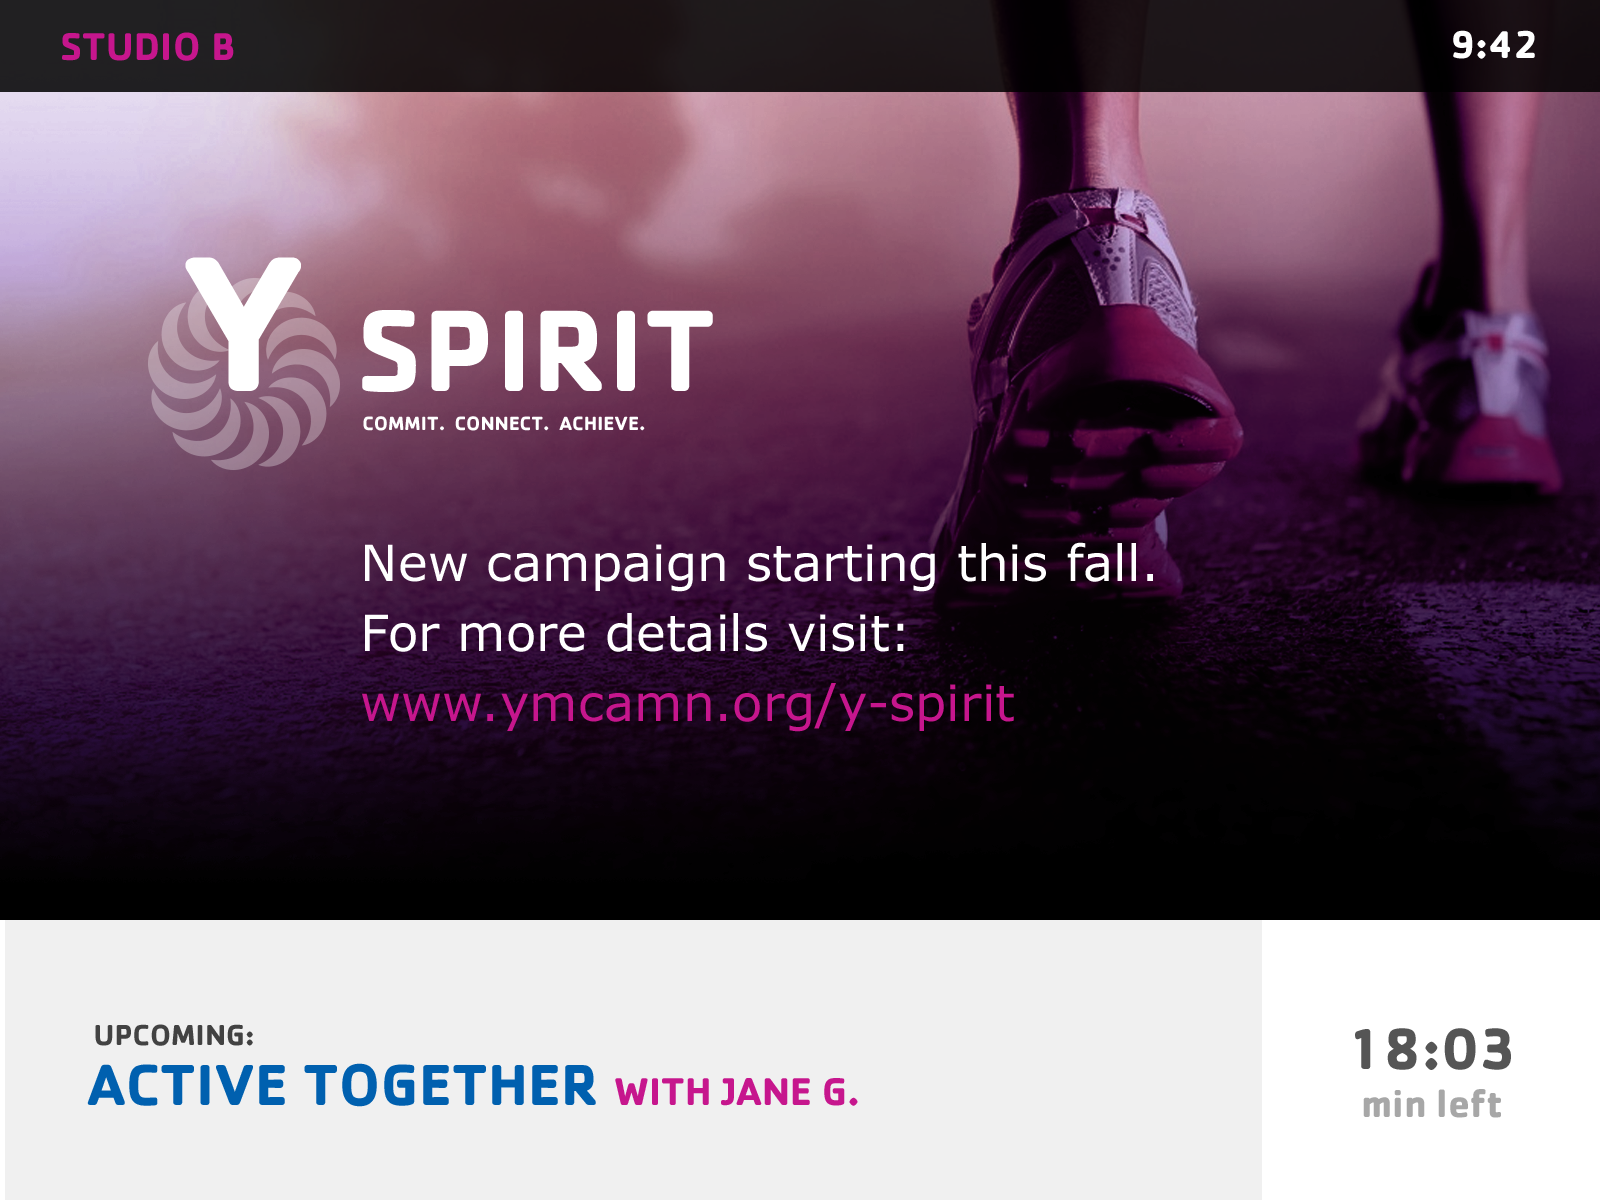 STUDIO B
9:42
Y SPIRIT
COMMIT. CONNECT. ACHIEVE.
New campaign starting this fall.
For more details visit:
www.ymcamn.org/y-spirit
UPCOMING:
ACTIVE TOGETHER WITH JANE G.
18:03
min left